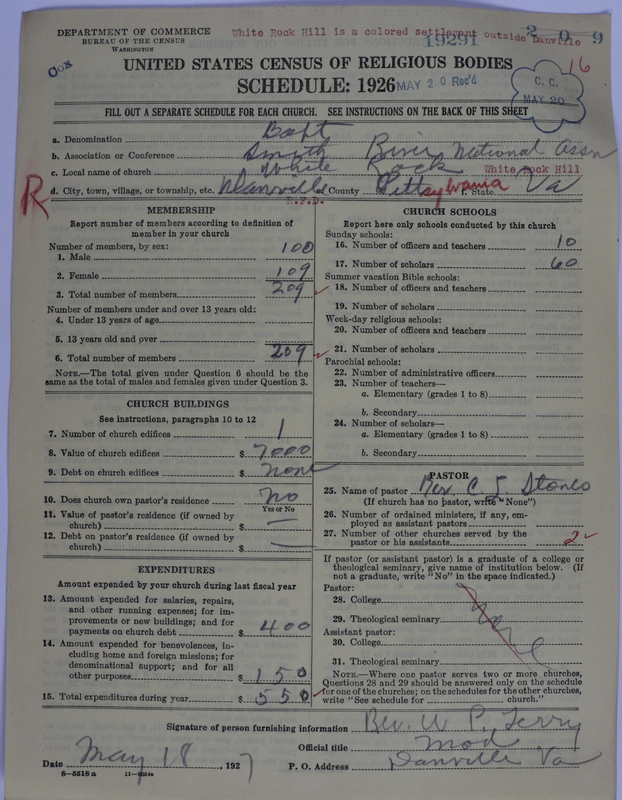 DEPARTMENT OF COMMERCE
BUREAU OF THE CENSUS
WASHINGTON
White Rock Hill is a colored settlement outside Danville
19291
209
16
UNITED STATES CENSUS OF RELIGIOUS BODIES
SCHEDULE: 1926
MAY 20 Rec'd
C. C.
MAY 20
FILL OUT A SEPARATE SCHEDULE FOR EACH CHURCH. SEE INSTRUCTIONS ON THE BACK OF THIS SHEET
a. Denomination Bapt
b. Association or Conference Smith River National Assn
c. Local name of church White Rock White Rock Hill
R
d. City, town, village, or township, etc. Danville County Pittsylvania State Va
R.F.D.
MEMBERSHIP
Report number of members according to definition of member in your church
Number of members, by sex:
1. Male 100
2. Female 109
3. Total number of members 209
Number of members under and over 13 years old:
4. Under 13 years of age
5. 13 years old and over
6. Total number of members 209
NOTE.—The total given under Question 6 should be the same as the total of males and females given under Question 3.
CHURCH BUILDINGS
See instructions, paragraphs 10 to 12
7. Number of church edifices 1
8. Value of church edifices $ 7000
9. Debt on church edifices $ none
10. Does church own pastor's residence No
Yes or No
11. Value of pastor's residence (if owned by church) $ —
12. Debt on pastor's residence (if owned by church) $ —
EXPENDITURES
Amount expended by your church during last fiscal year
13. Amount expended for salaries, repairs, and other running expenses; for improvements or new buildings; and for payments on church debt $ 400
14. Amount expended for benevolences, including home and foreign missions; for denominational support; and for all other purposes $ 150
15. Total expenditures during year $ 550
CHURCH SCHOOLS
Report here only schools conducted by this church
Sunday schools:
16. Number of officers and teachers 10
17. Number of scholars 60
Summer vacation Bible schools:
18. Number of officers and teachers
19. Number of scholars
Week-day religious schools:
20. Number of officers and teachers
21. Number of scholars
Parochial schools:
22. Number of administrative officers
23. Number of teachers—
a. Elementary (grades 1 to 8)
b. Secondary
24. Number of scholars—
a. Elementary (grades 1 to 8)
b. Secondary
PASTOR
25. Name of pastor Rev C S Stones
(If church has no pastor, write "None")
26. Number of ordained ministers, if any, employed as assistant pastors
27. Number of other churches served by the pastor or his assistants 2
If pastor (or assistant pastor) is a graduate of a college or theological seminary, give name of institution below. (If not a graduate, write "No" in the space indicated.)
Pastor:
28. College
29. Theological seminary
none
Assistant pastor:
30. College
31. Theological seminary
NOTE.—Where one pastor serves two or more churches, Questions 28 and 29 should be answered only on the schedule for one of the churches; on the schedules for the other churches, write "See schedule for church."
Signature of person furnishing information Rev. W P. Terry
Official title Mod
Date May 18, 1927
P. O. Address Danville Va
8—5518 a